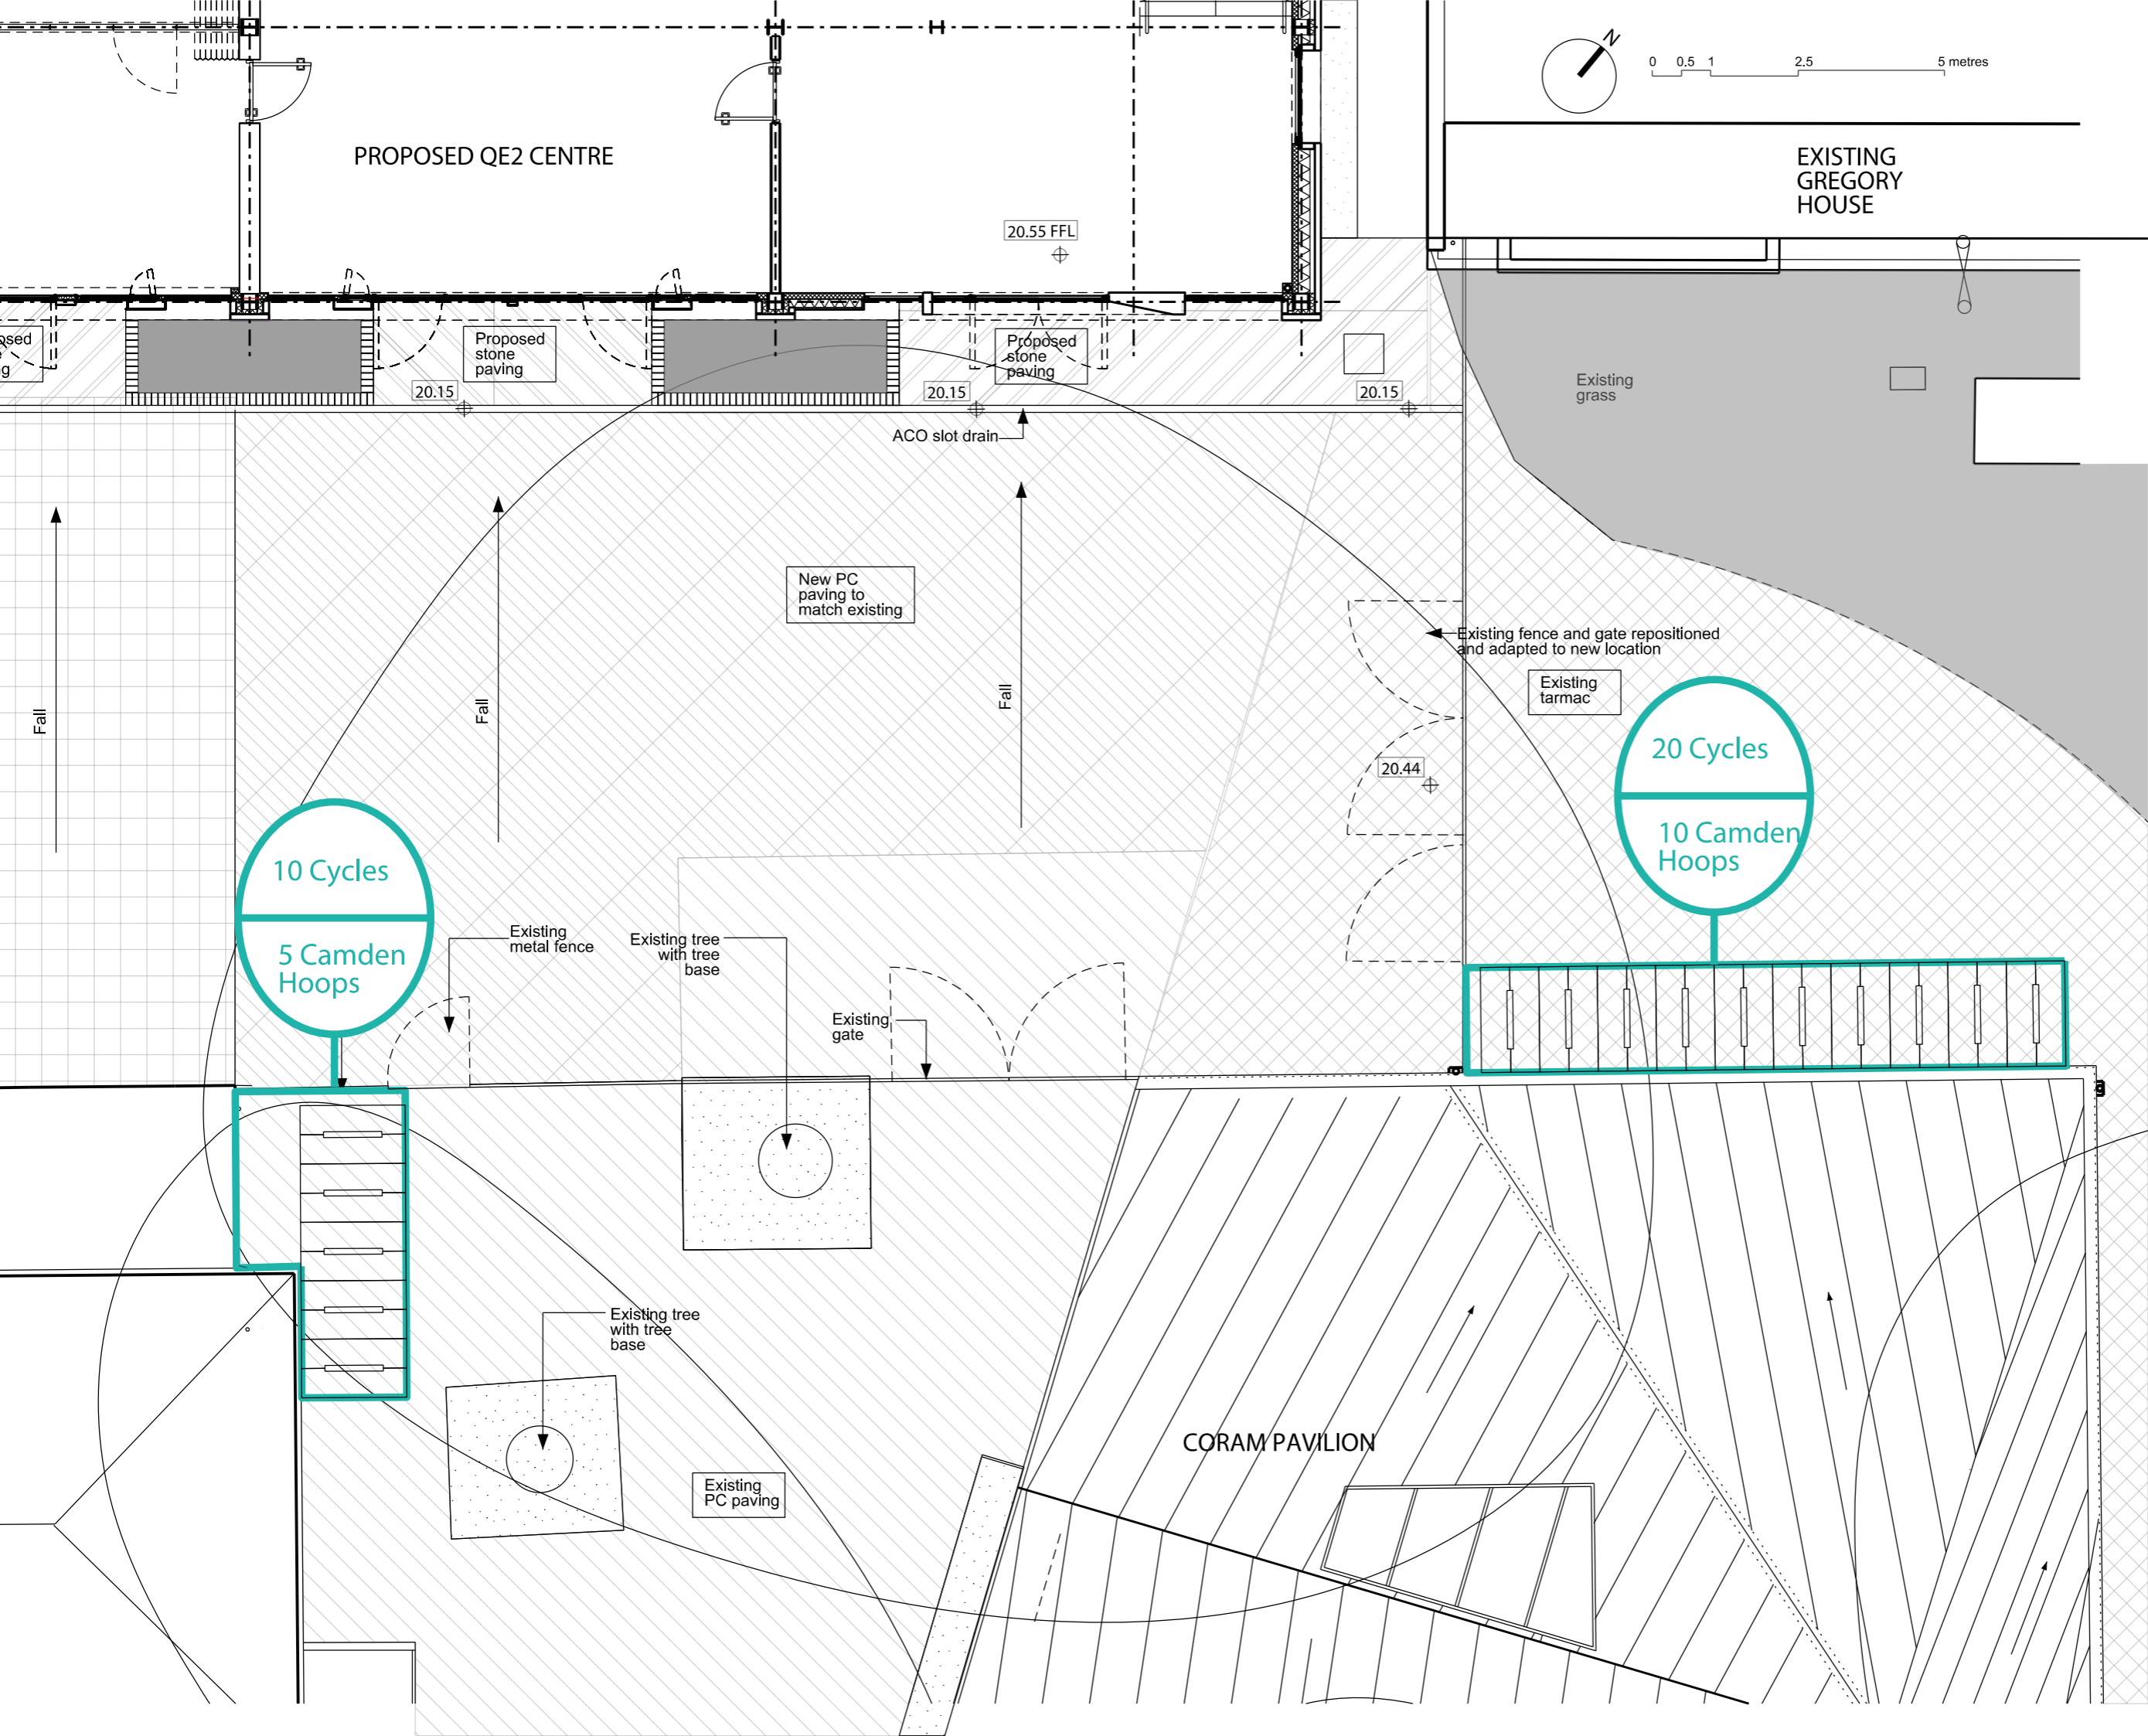 N
0 0.5 1 2.5 5 metres
PROPOSED QE2 CENTRE
EXISTING
GREGORY
HOUSE
20.55 FFL
Proposed
stone
paving
Proposed
stone
paving
20.15
20.15
20.15
ACO slot drain
Existing
grass
New PC
paving to
match existing
Existing fence and gate repositioned
and adapted to new location
Existing
tarmac
Fall
Fall
Fall
20.44
20 Cycles
10 Camden
Hoops
10 Cycles
5 Camden
Hoops
Existing
metal fence
Existing tree
with tree
base
Existing
gate
Existing tree
with tree
base
CORAM PAVILION
Existing
PC paving